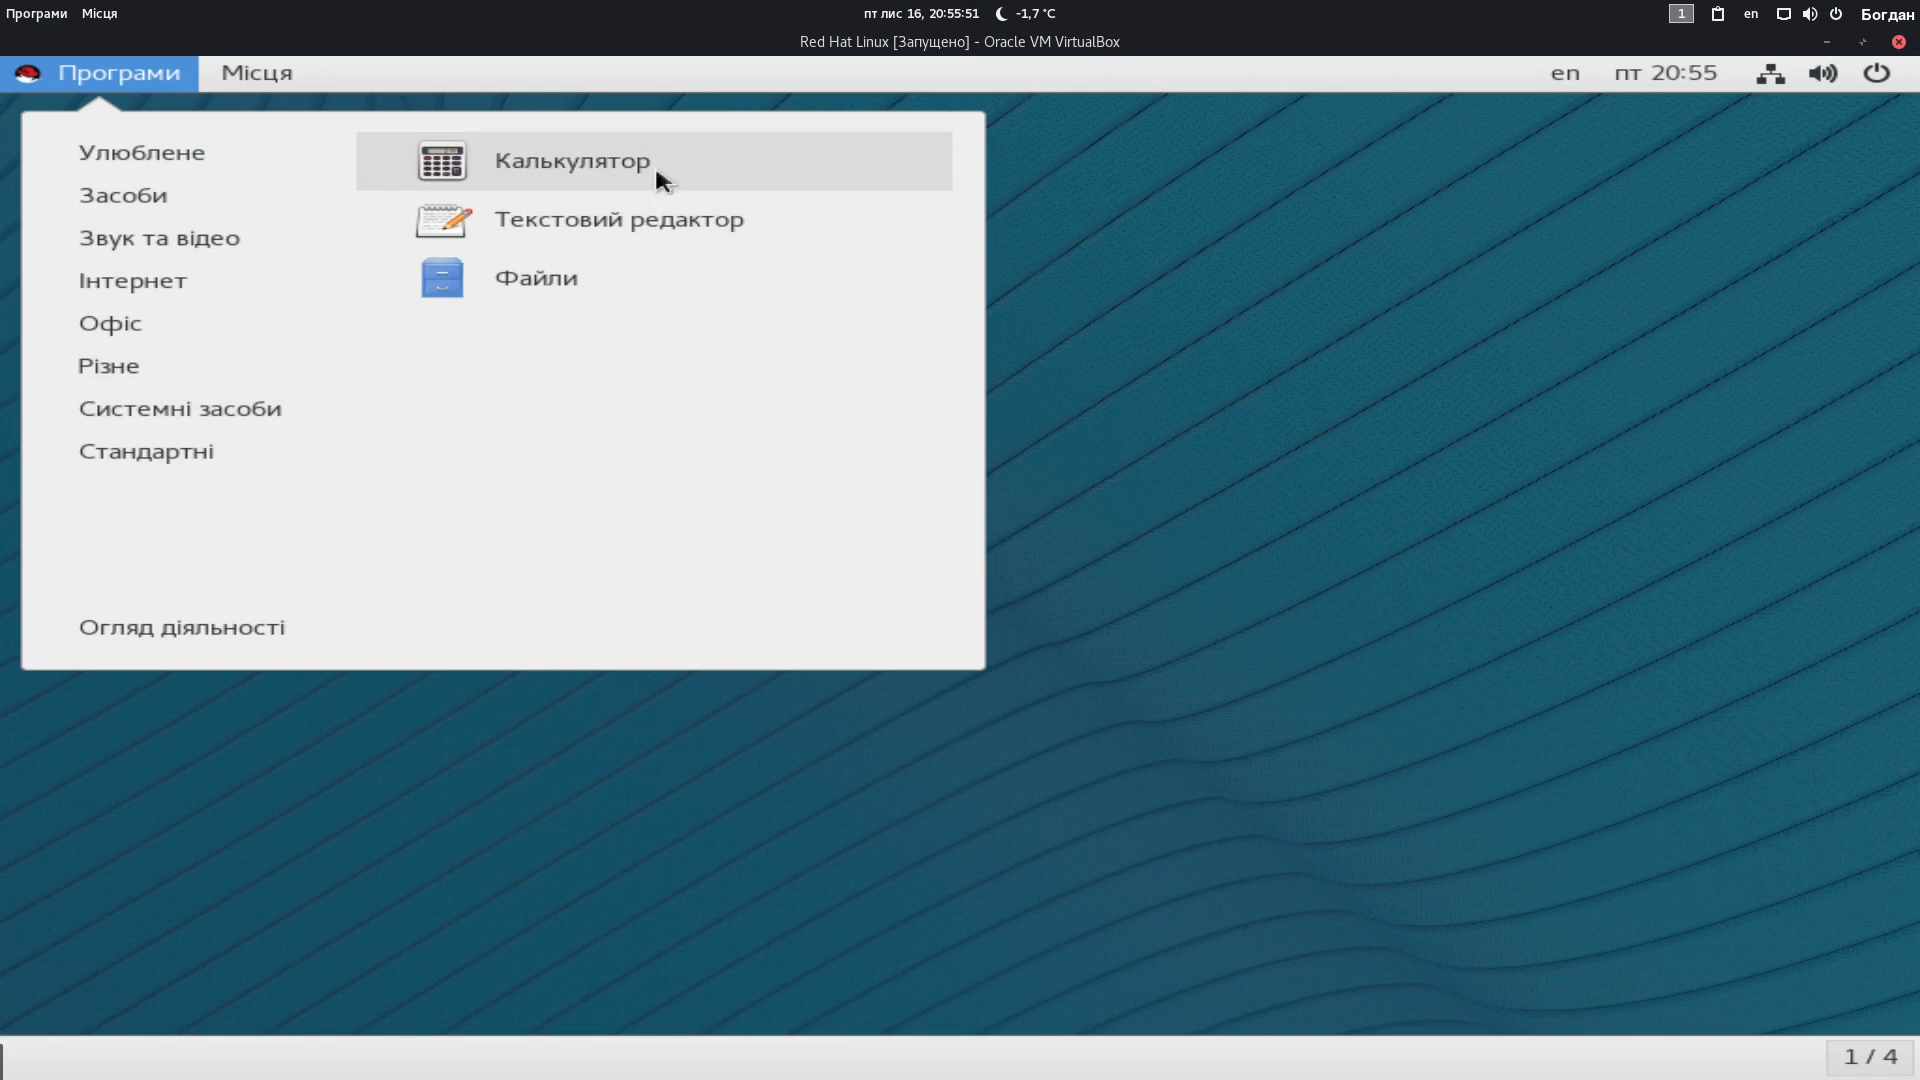 Програми Місця пт лис 16, 20:55:51 -1,7 °C 1 en Богдан
Red Hat Linux [Запущено] - Oracle VM VirtualBox
Програми Місця en пт 20:55
Улюблене
Засоби
Звук та відео
Інтернет
Офіс
Різне
Системні засоби
Стандартні
Огляд діяльності
Калькулятор
Текстовий редактор
Файли
1 / 4